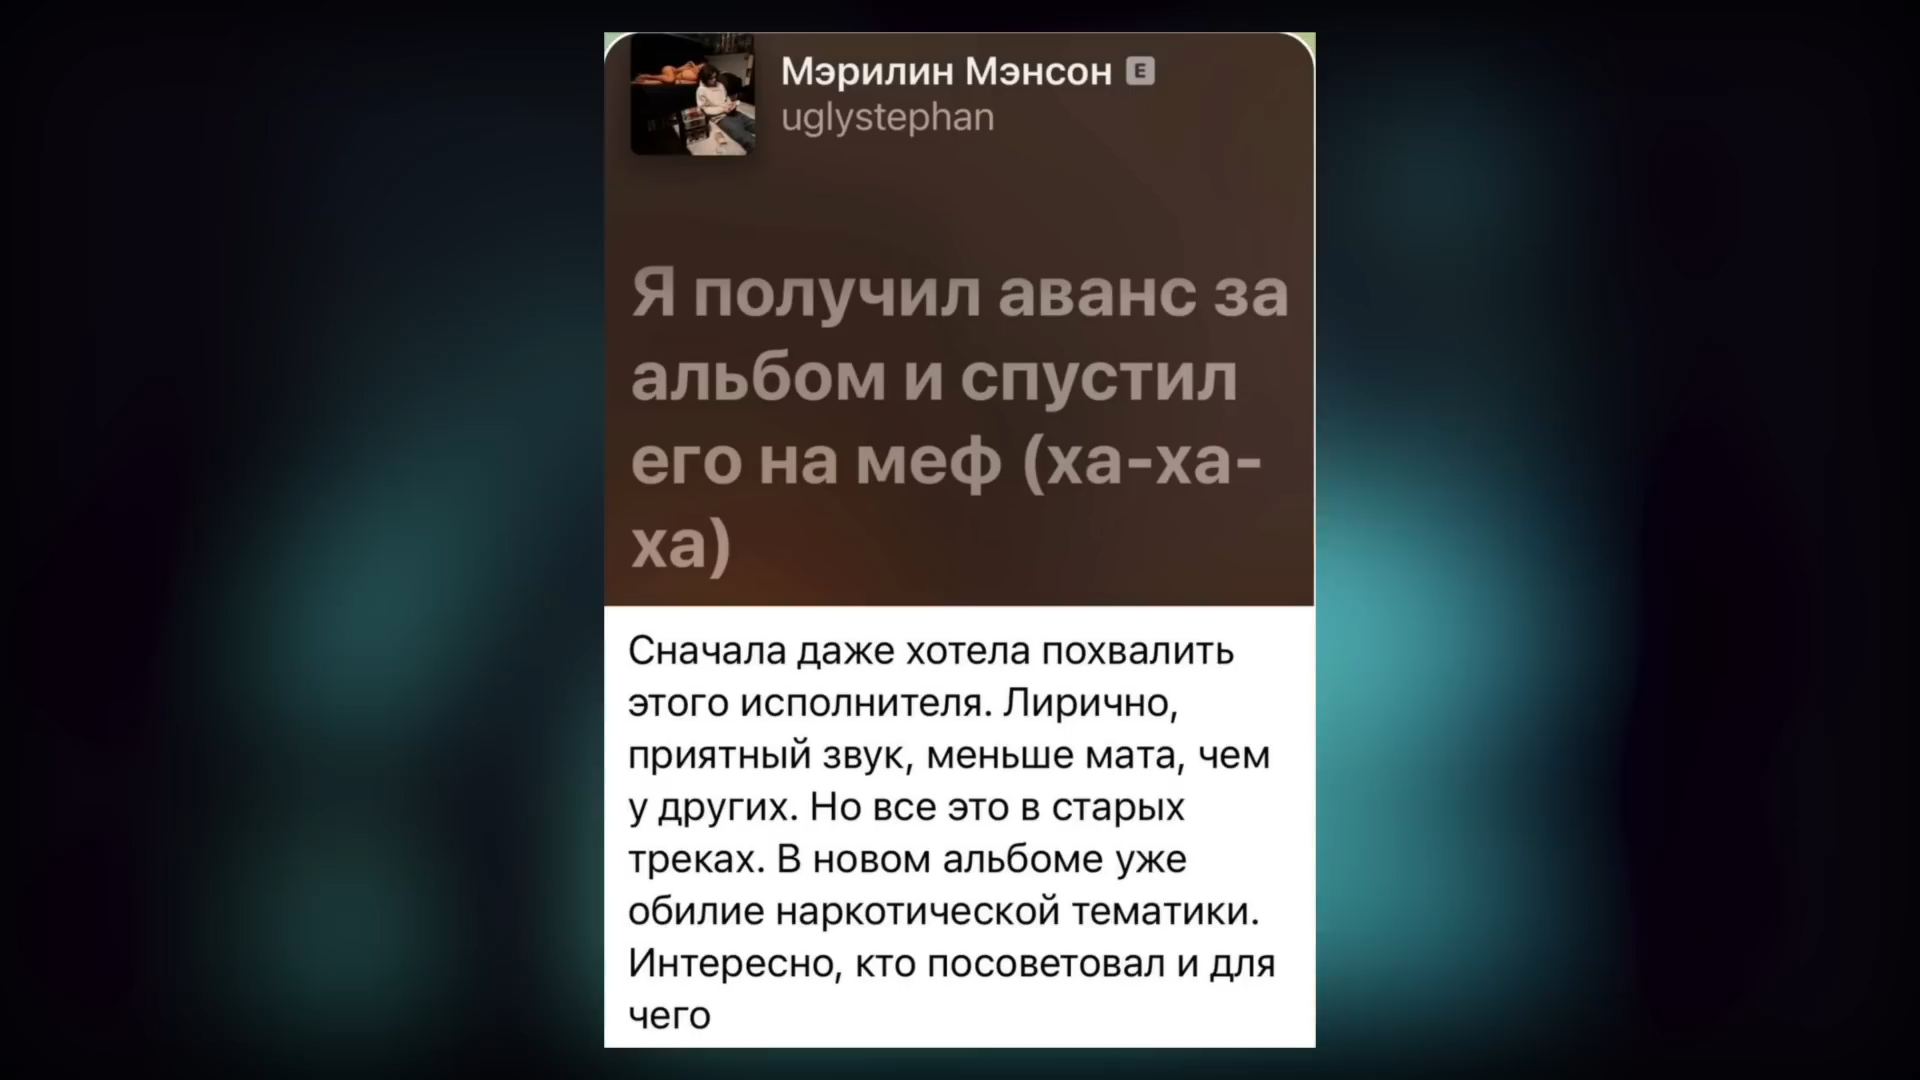 Мэрилин Мэнсон E
uglystephan
Я получил аванс за
альбом и спустил
его на меф (ха-ха-
ха)
Сначала даже хотела похвалить
этого исполнителя. Лирично,
приятный звук, меньше мата, чем
у других. Но все это в старых
треках. В новом альбоме уже
обилие наркотической тематики.
Интересно, кто посоветовал и для
чего